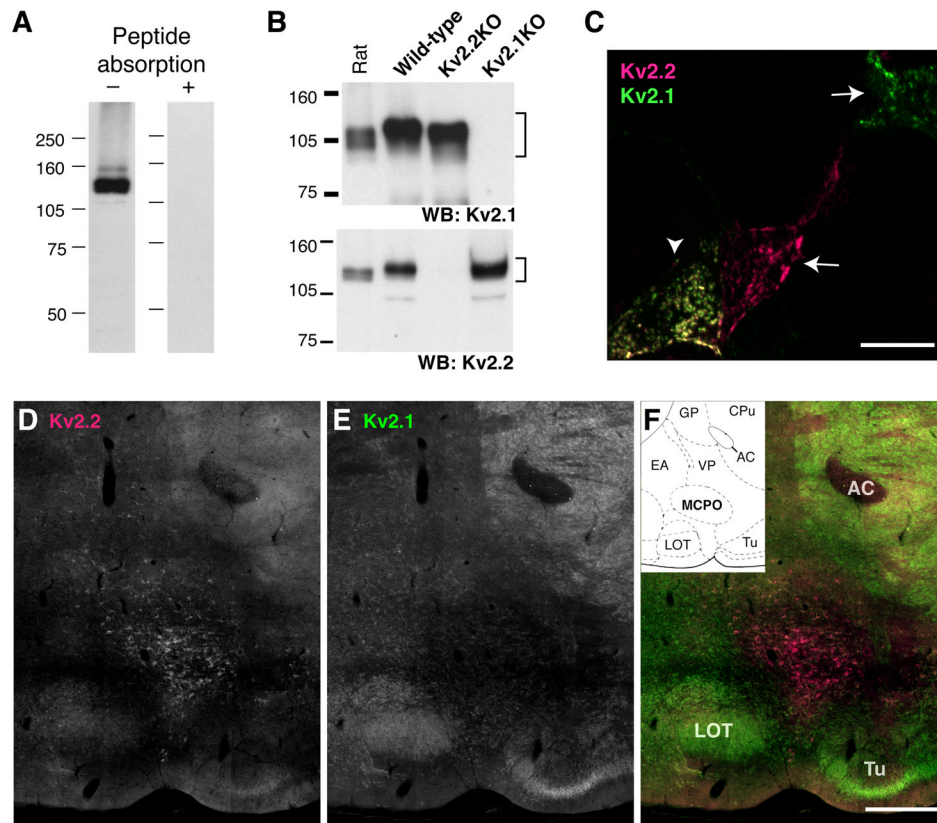 A
Peptide
absorption
− +
250
160
105
75
50
B
Rat
Wild-type
Kv2.2KO
Kv2.1KO
160
105
75
WB: Kv2.1
160
105
75
WB: Kv2.2
C
Kv2.2
Kv2.1
D Kv2.2
E Kv2.1
F
GP
CPu
AC
EA
VP
MCPO
LOT
Tu
AC
LOT
Tu